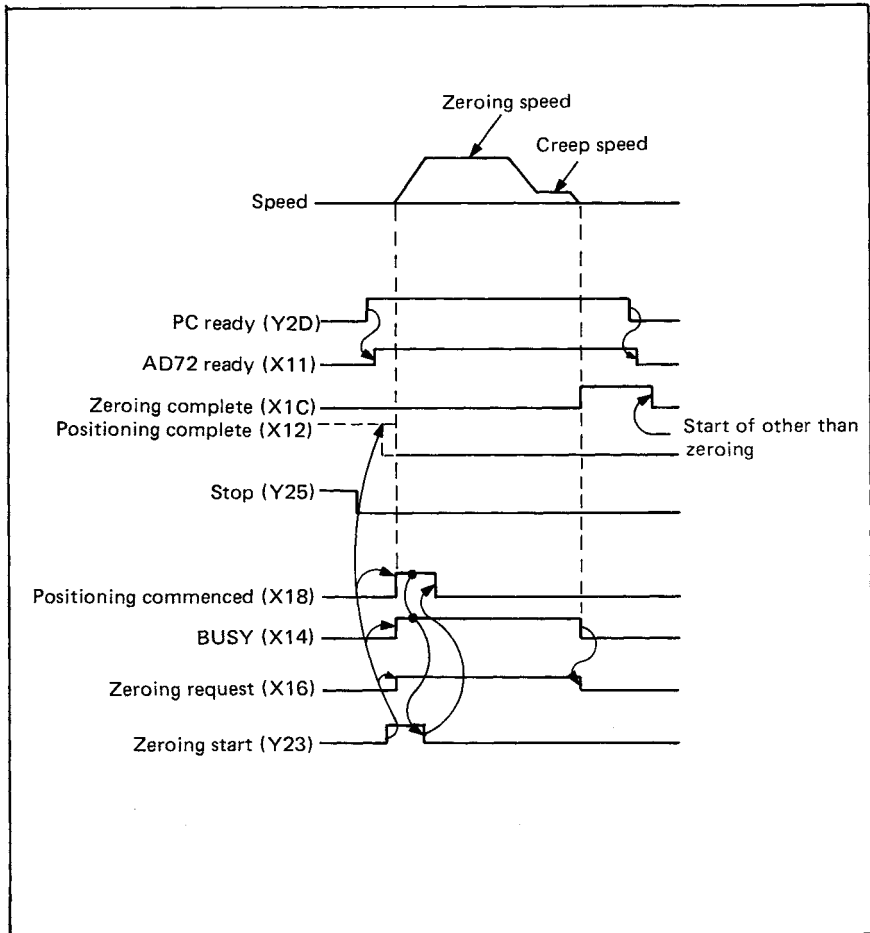 Zeroing speed
Creep speed
Speed
PC ready (Y2D)
AD72 ready (X11)
Zeroing complete (X1C)
Positioning complete (X12)
Start of other than
zeroing
Stop (Y25)
Positioning commenced (X18)
BUSY (X14)
Zeroing request (X16)
Zeroing start (Y23)